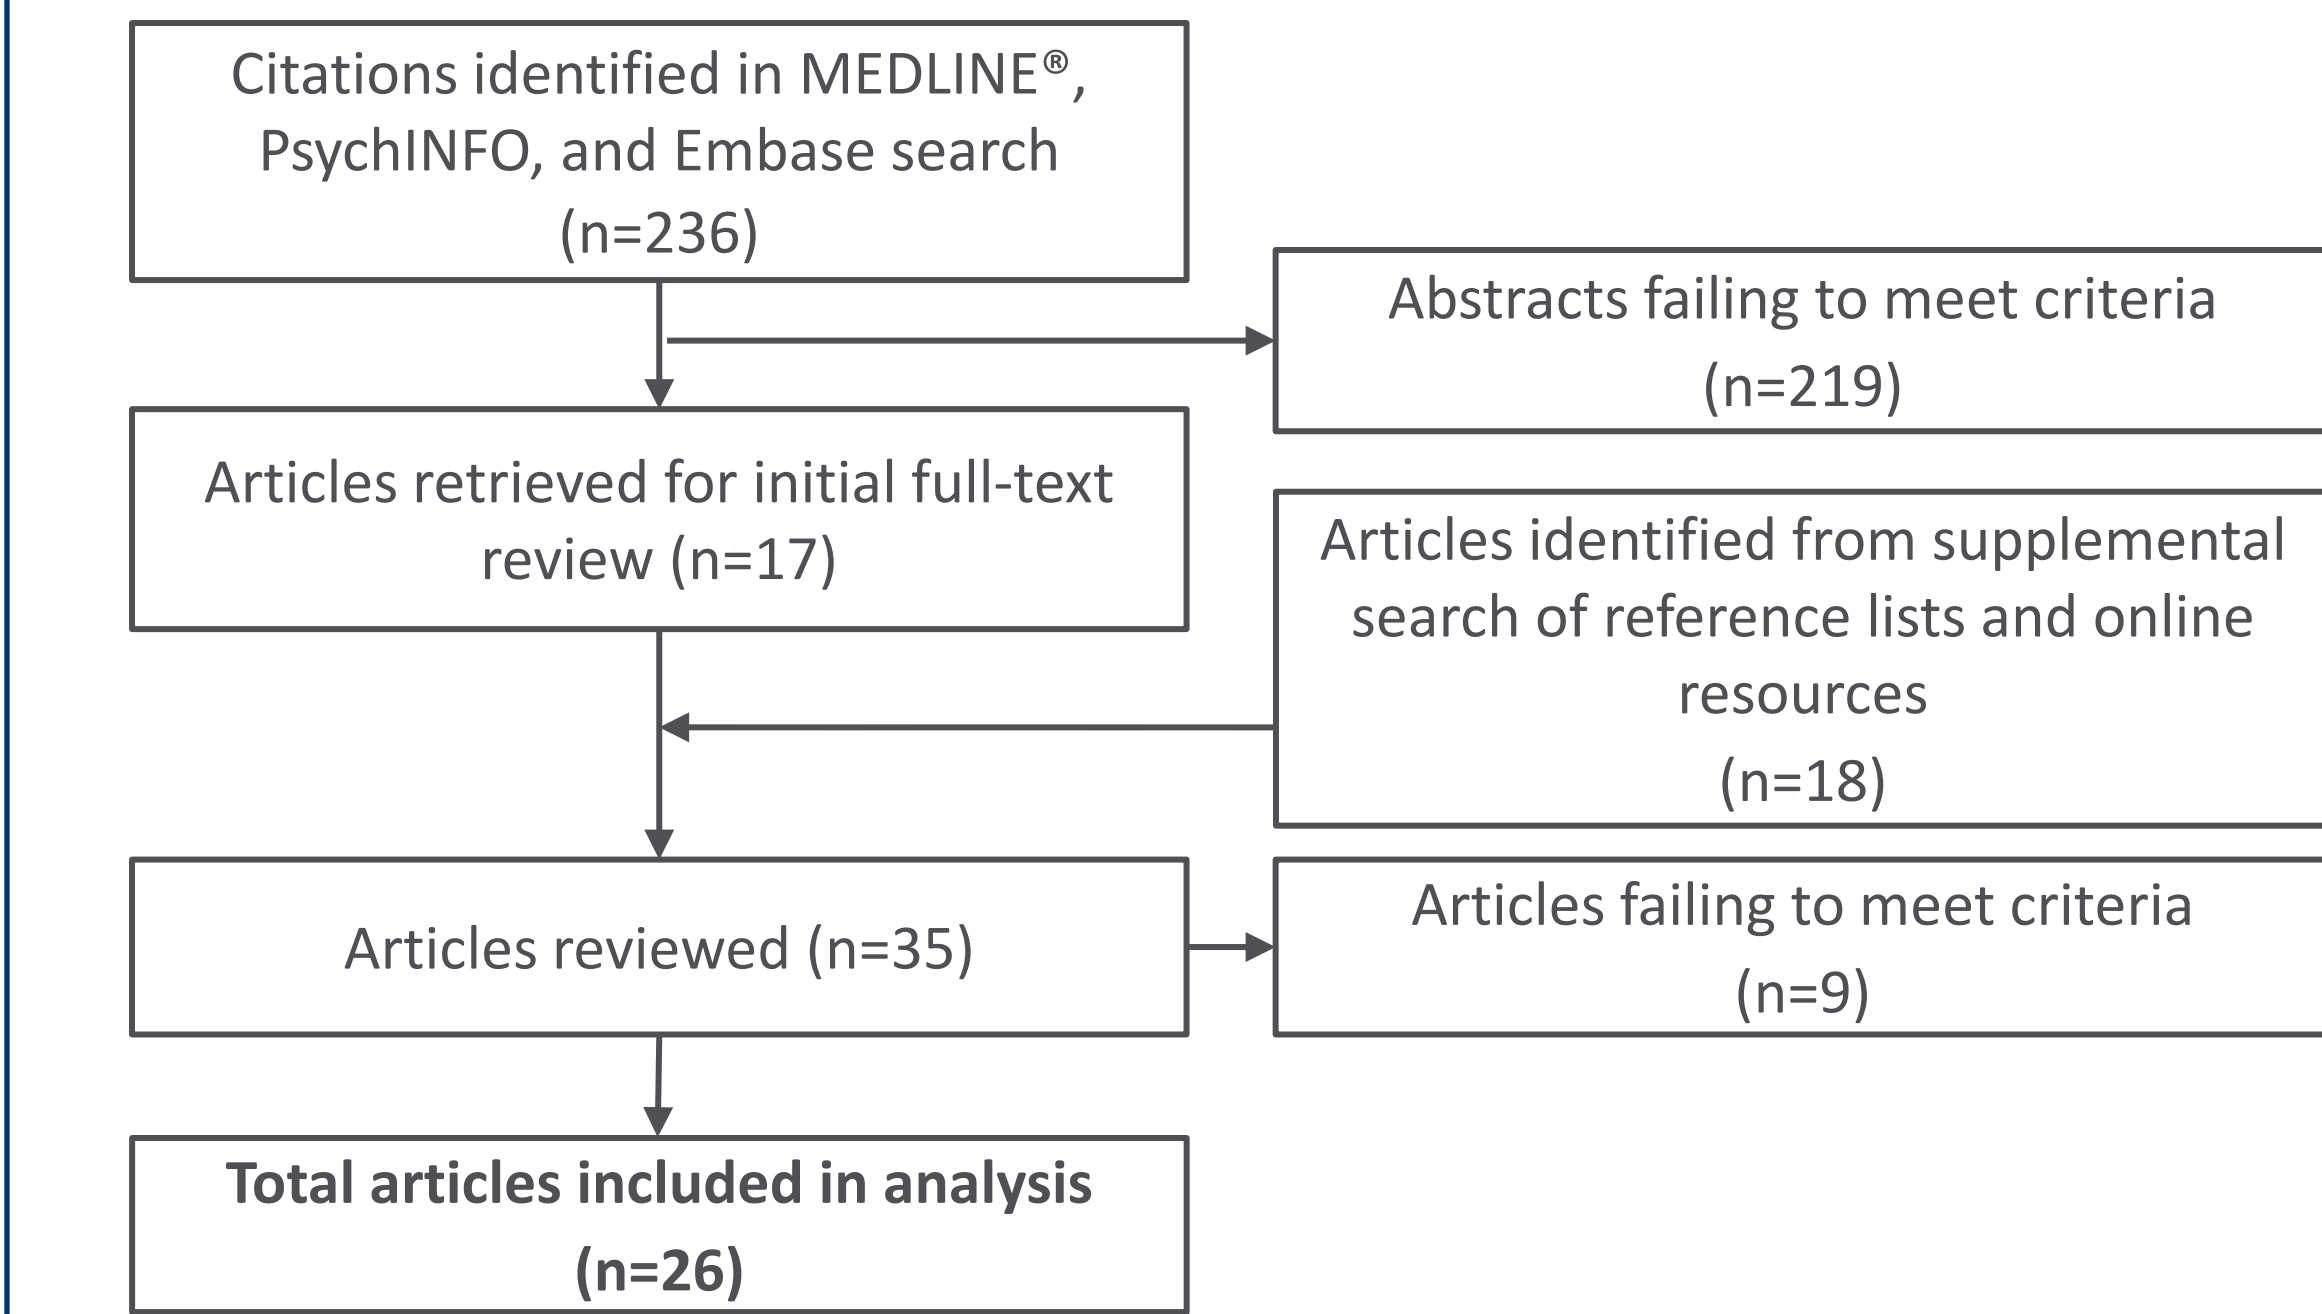 Citations identified in MEDLINE®,
PsychINFO, and Embase search
(n=236)
Abstracts failing to meet criteria
(n=219)
Articles retrieved for initial full-text
review (n=17)
Articles identified from supplemental
search of reference lists and online
resources
(n=18)
Articles reviewed (n=35)
Articles failing to meet criteria
(n=9)
Total articles included in analysis
(n=26)